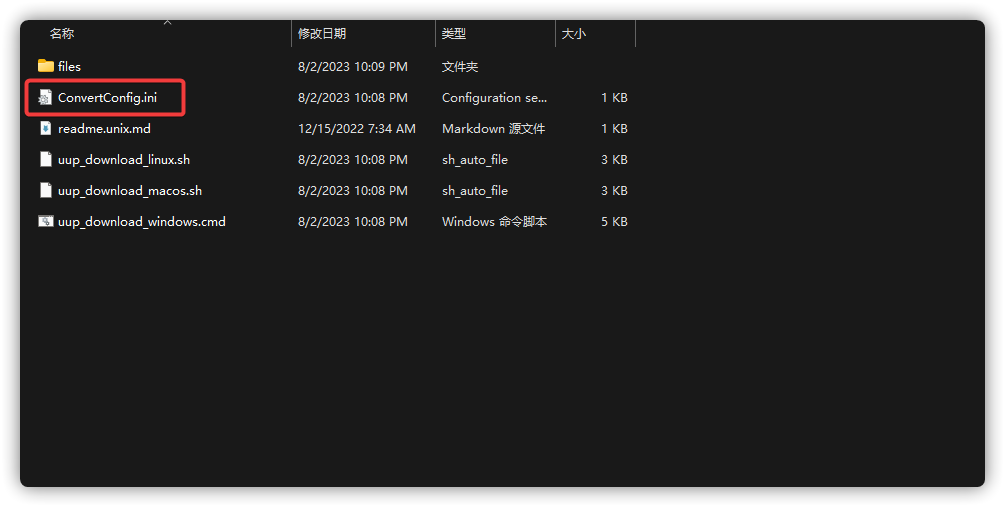 名称 修改日期 类型 大小
files 8/2/2023 10:09 PM 文件夹
ConvertConfig.ini 8/2/2023 10:08 PM Configuration se... 1 KB
readme.unix.md 12/15/2022 7:34 AM Markdown 源文件 1 KB
uup_download_linux.sh 8/2/2023 10:08 PM sh_auto_file 3 KB
uup_download_macos.sh 8/2/2023 10:08 PM sh_auto_file 3 KB
uup_download_windows.cmd 8/2/2023 10:08 PM Windows 命令脚本 5 KB